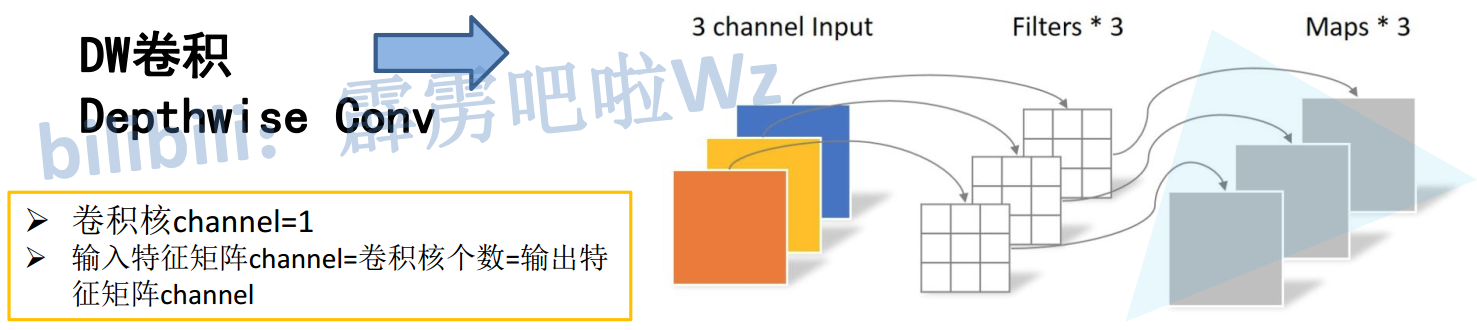 DW卷积
Depthwise Conv
bilibili：霹雳吧啦Wz
3 channel Input
Filters * 3
Maps * 3
➢ 卷积核channel=1
➢ 输入特征矩阵channel=卷积核个数=输出特
征矩阵channel